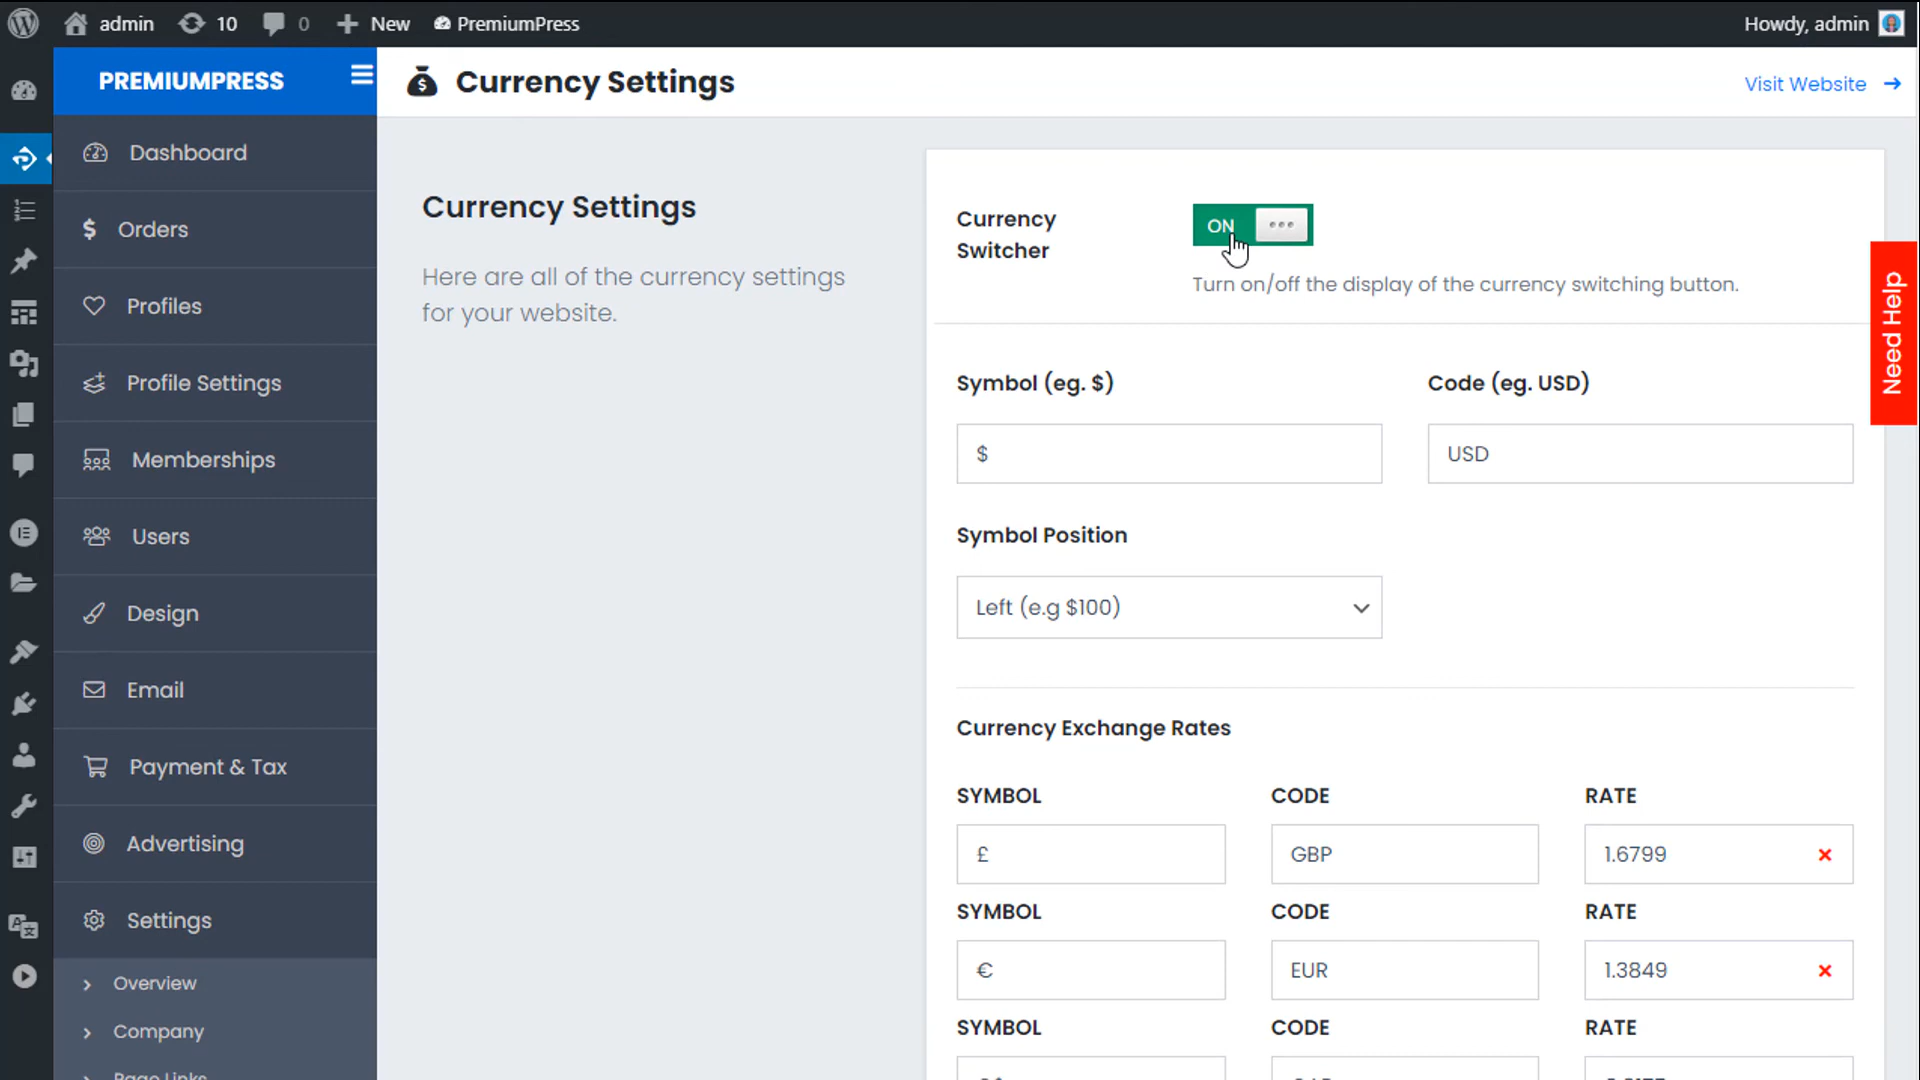 admin
10
0
New
PremiumPress
Howdy, admin
PREMIUMPRESS
Currency Settings
Visit Website
Dashboard
Orders
Profiles
Profile Settings
Memberships
Users
Design
Email
Payment & Tax
Advertising
Settings
Overview
Company
Page Links
Currency Settings
Here are all of the currency settings
for your website.
Currency
Switcher
ON
Turn on/off the display of the currency switching button.
Need Help
Symbol (eg. $)
Code (eg. USD)
$
USD
Symbol Position
Left (e.g $100)
Currency Exchange Rates
SYMBOL CODE RATE
£ GBP 1.6799
SYMBOL CODE RATE
€ EUR 1.3849
SYMBOL CODE RATE